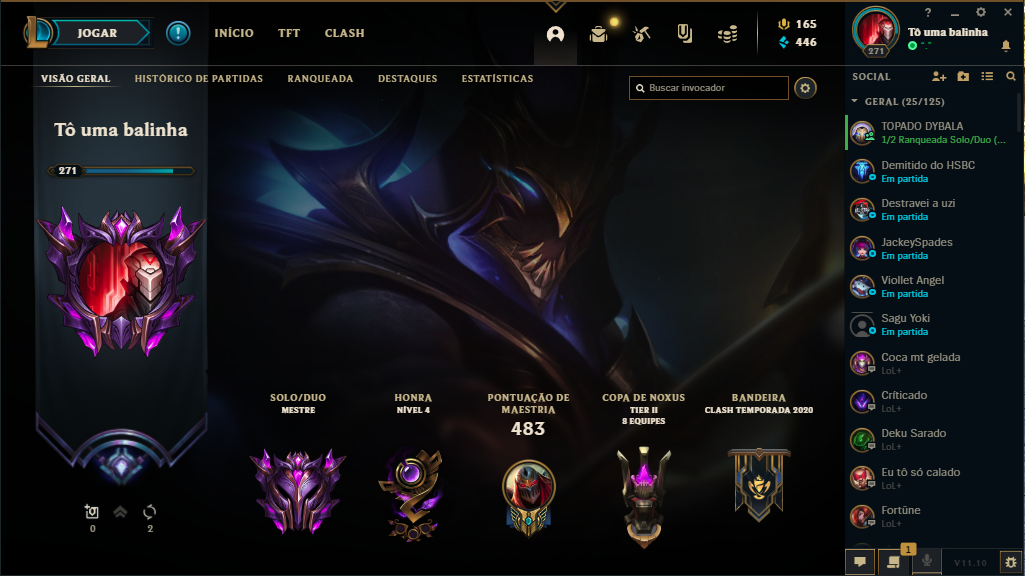 JOGAR
INÍCIO
TFT
CLASH
165
446
?
271
Tô uma balinha
VISÃO GERAL
HISTÓRICO DE PARTIDAS
RANQUEADA
DESTAQUES
ESTATÍSTICAS
Buscar invocador
Tô uma balinha
271
SOLO/DUO
MESTRE
HONRA
NÍVEL 4
PONTUAÇÃO DE
MAESTRIA
483
COPA DE NOXUS
TIER II
8 EQUIPES
BANDEIRA
CLASH TEMPORADA 2020
0
2
SOCIAL
GERAL (25/125)
TOPADO DYBALA
1/2 Ranqueada Solo/Duo (...
Demitido do HSBC
Em partida
Destravei a uzi
Em partida
JackeySpades
Em partida
Viollet Angel
Em partida
Sagu Yoki
Em partida
Coca mt gelada
LoL+
Críticado
LoL+
Deku Sarado
LoL+
Eu tô só calado
LoL+
Fortüne
LoL+
1
V11.10